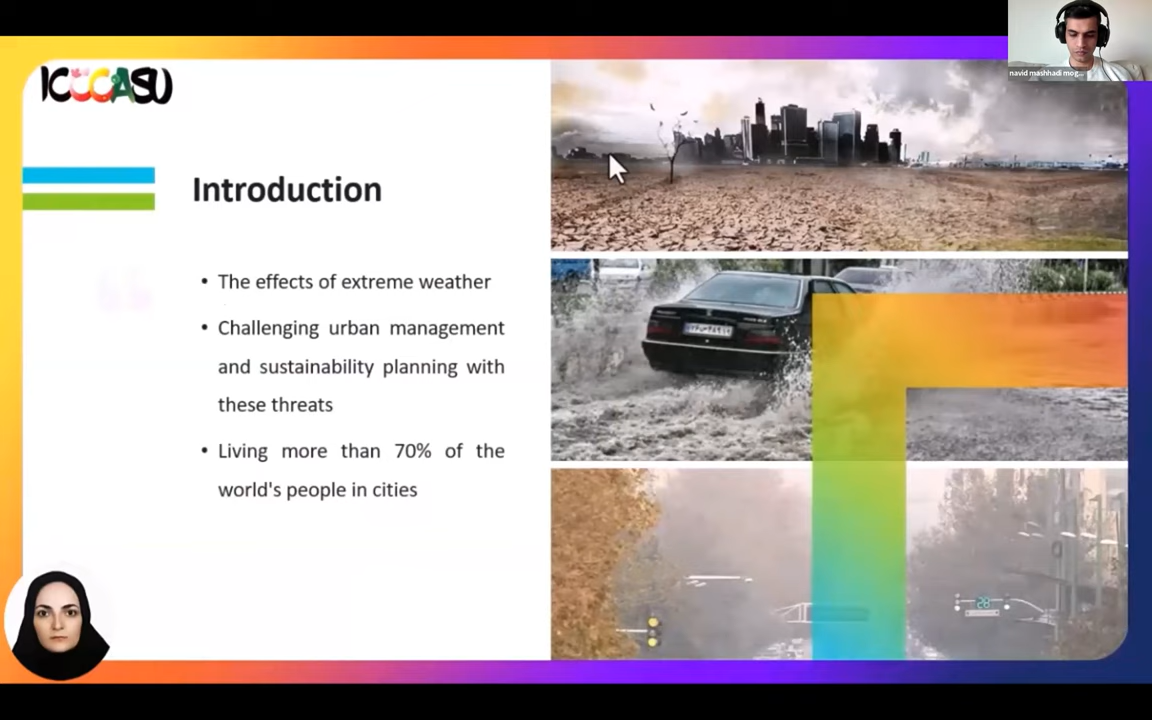 ICCCASU
navid mashhadi mog...
Introduction
• The effects of extreme weather
• Challenging urban management
and sustainability planning with
these threats
• Living more than 70% of the
world's people in cities
28